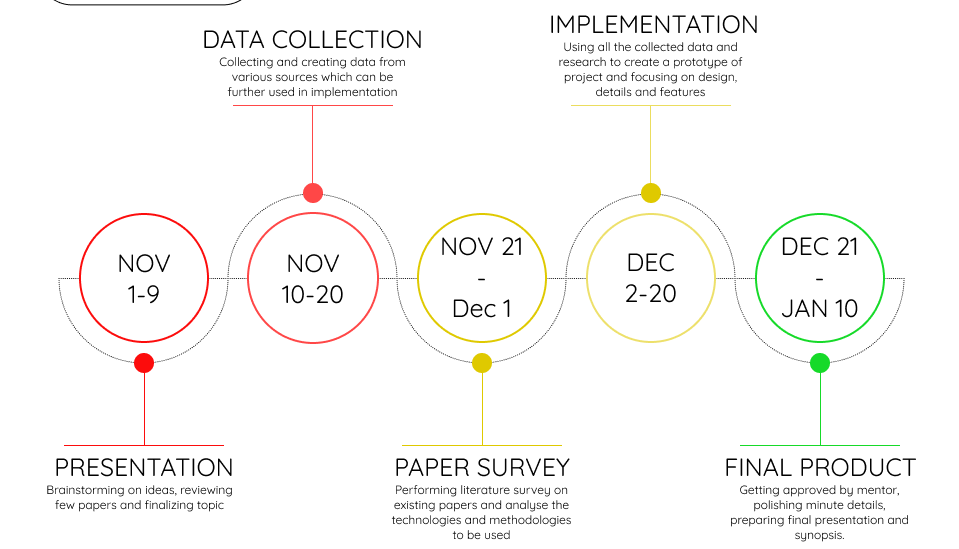 DATA COLLECTION
Collecting and creating data from
various sources which can be
further used in implementation
IMPLEMENTATION
Using all the collected data and
research to create a prototype of
project and focusing on design,
details and features
NOV
1-9
NOV
10-20
NOV 21
-
Dec 1
DEC
2-20
DEC 21
-
JAN 10
PRESENTATION
Brainstorming on ideas, reviewing
few papers and finalizing topic
PAPER SURVEY
Performing literature survey on
existing papers and analyse the
technologies and methodologies
to be used
FINAL PRODUCT
Getting approved by mentor,
polishing minute details,
preparing final presentation and
synopsis.